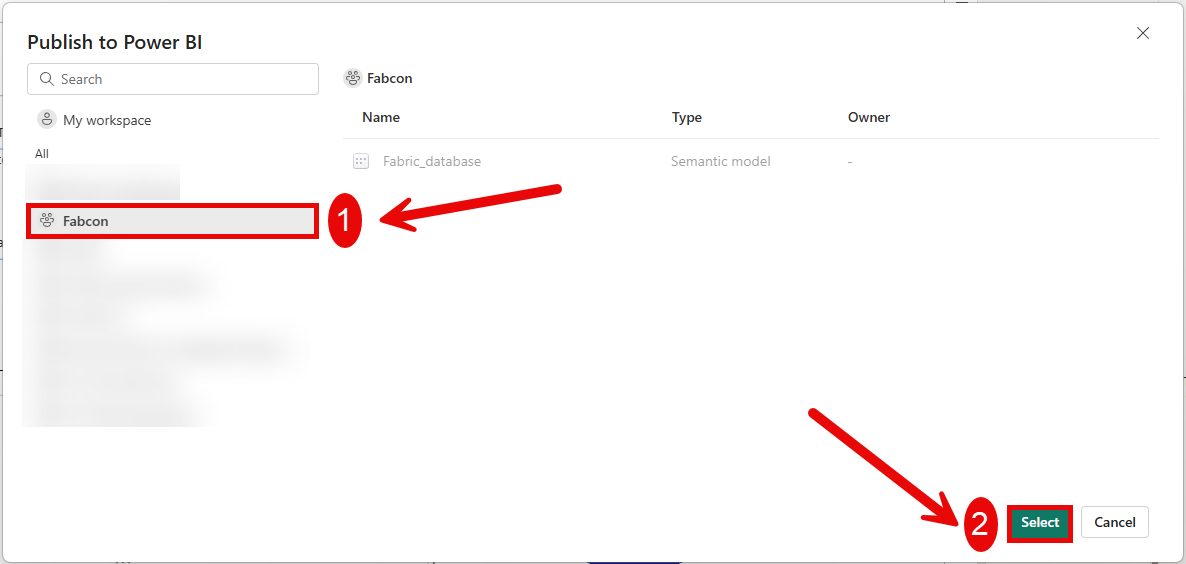 Publish to Power BI
Search
My workspace
All
Fabcon
1
Fabcon
Name Type Owner
Fabric_database Semantic model -
2
Select Cancel